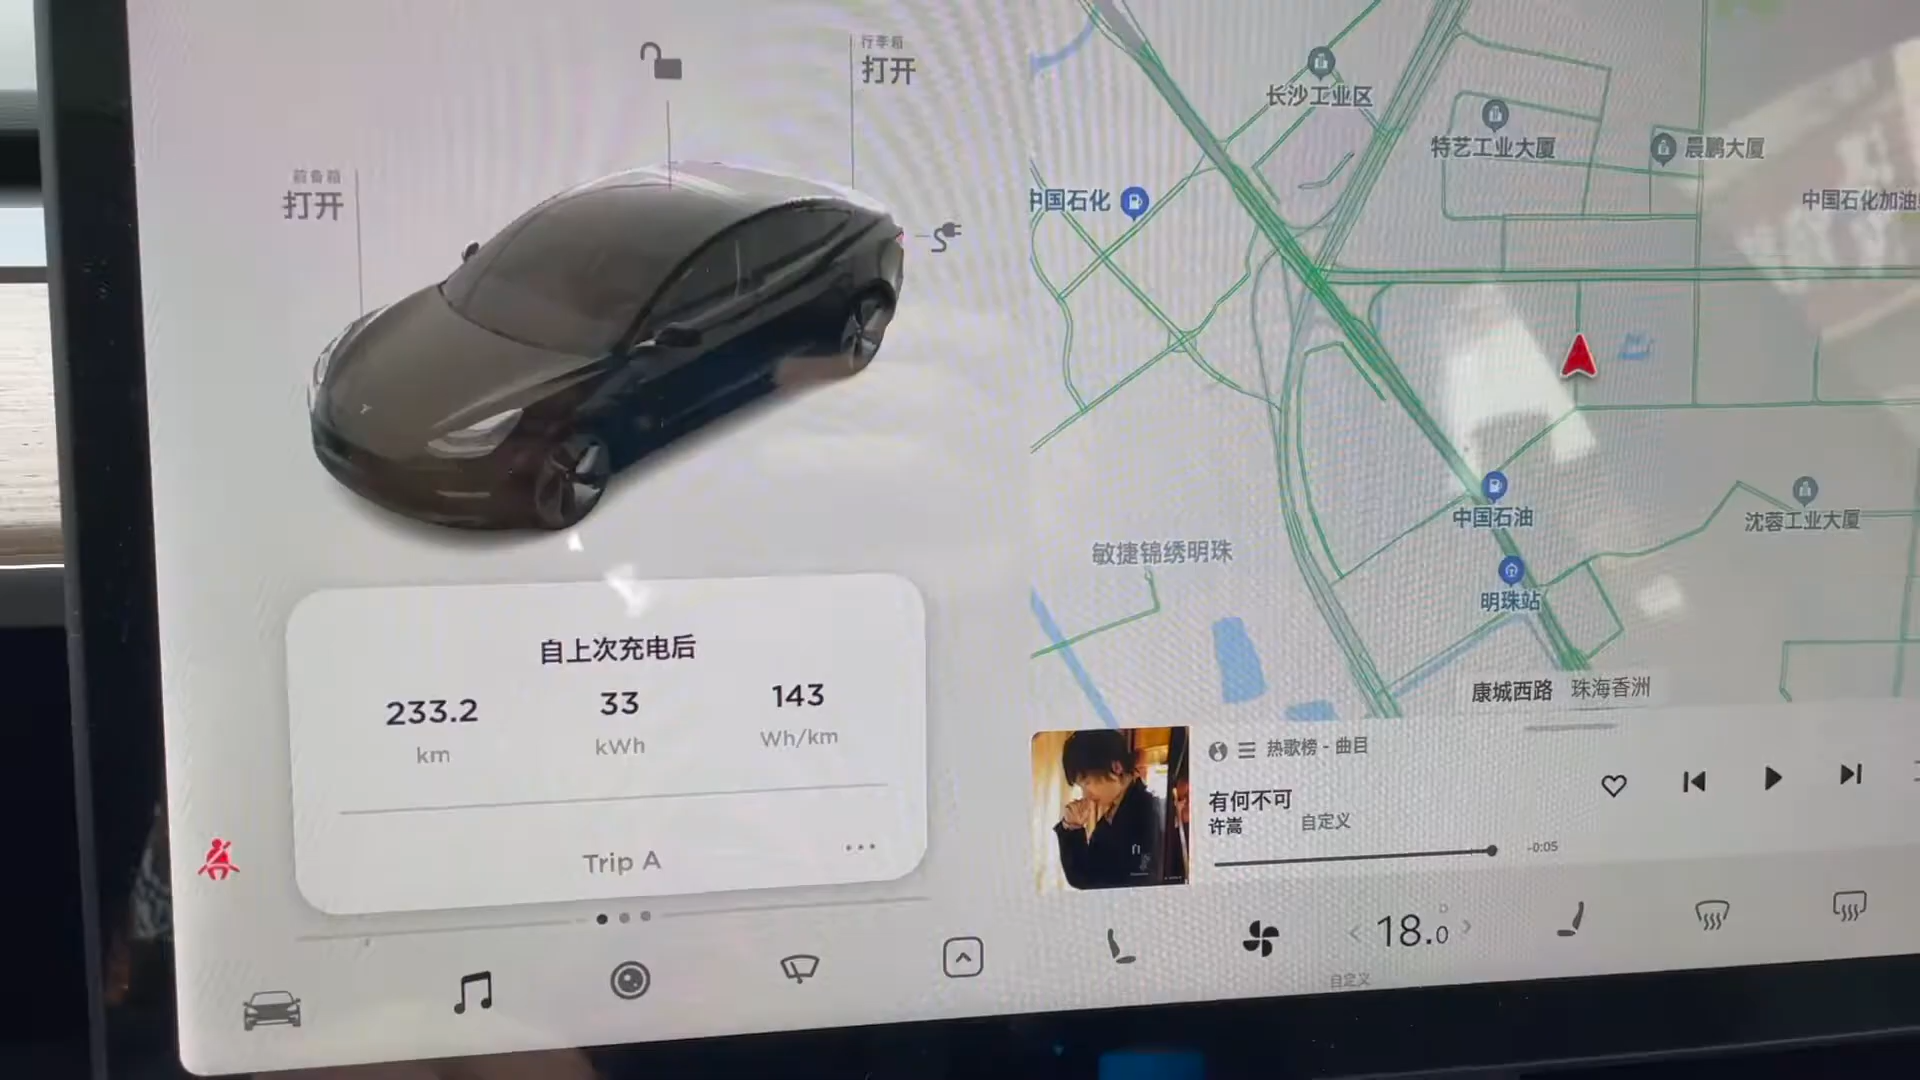 行李箱
打开
前备箱
打开
自上次充电后
233.2
km
33
kWh
143
Wh/km
Trip A
长沙工业区
特艺工业大厦
晨鹏大厦
中国石化
中国石化加油
敏捷锦绣明珠
中国石油
明珠站
沈蓉工业大厦
康城西路 珠海香洲
热歌榜 - 曲目
有何不可
许嵩
自定义
-0:05
18.0
自定义